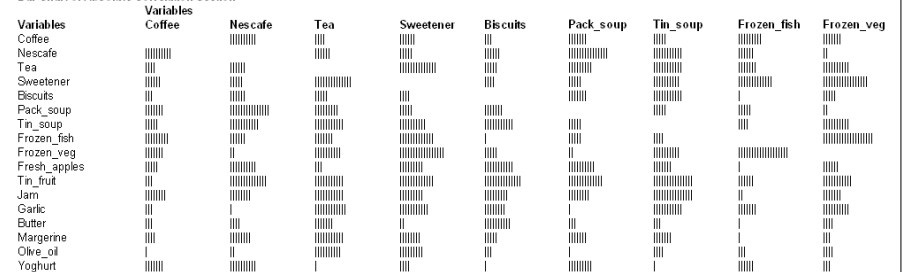 Variables
Variables Coffee Nescafe Tea Sweetener Biscuits Pack_soup Tin_soup Frozen_fish Frozen_veg
Coffee
Nescafe
Tea
Sweetener
Biscuits
Pack_soup
Tin_soup
Frozen_fish
Frozen_veg
Fresh_apples
Tin_fruit
Jam
Garlic
Butter
Margerine
Olive_oil
Yoghurt